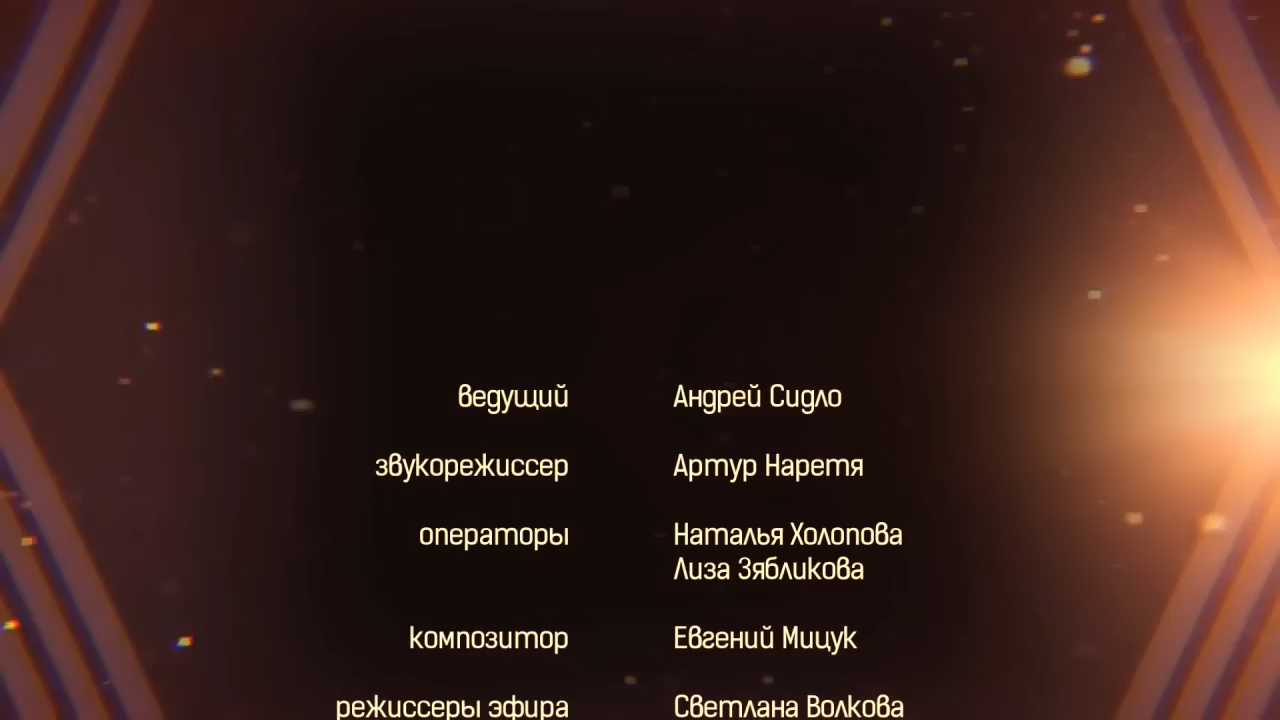 ведущий Андрей Сидло
звукорежиссер Артур Наретя
операторы Наталья Холопова
Лиза Зябликова
композитор Евгений Мицук
режиссеры эфира Светлана Волкова